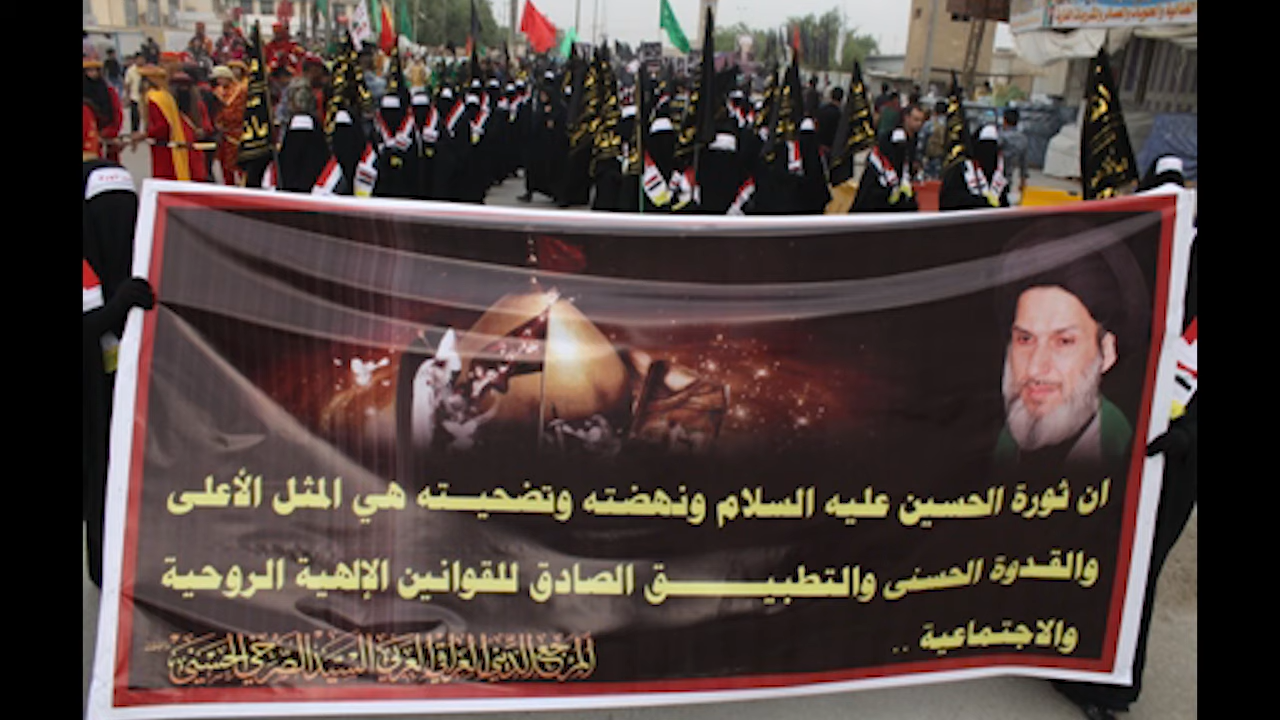 ان ثورة الحسين عليه السلام ونهضته وتضحيته هي المثل الأعلى
والقدوة الحسنى والتطبيق الصادق للقوانين الإلهية الروحية
والاجتماعية ..
المرجع الديني العراقي العربي السيد الصرخي الحسني